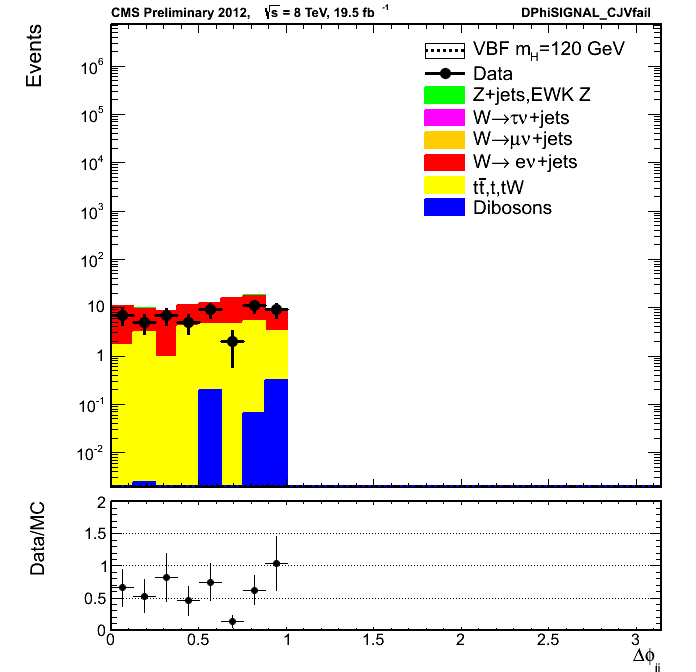 CMS Preliminary 2012, √s = 8 TeV, 19.5 fb⁻¹ DPhiSIGNAL_CJVfail
Events
10⁶
10⁵
10⁴
10³
10²
10
1
10⁻¹
10⁻²
VBF m_H=120 GeV
Data
Z+jets,EWK Z
W→τν+jets
W→μν+jets
W→ eν+jets
tt̄,t,tW
Dibosons
Data/MC
2
1.5
1
0.5
0
0 0.5 1 1.5 2 2.5 3
Δϕ_jj